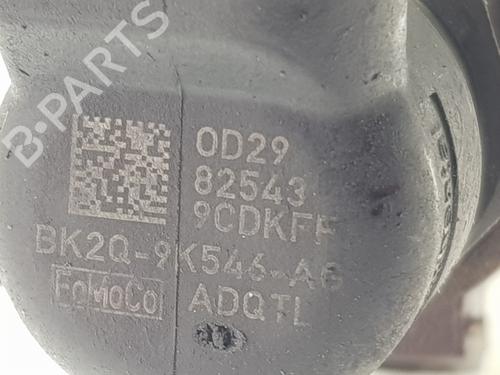 B-PARTS
0D29
82543
9CDKFF
BK2Q-9K546-AG
FoMoCo ADQTL